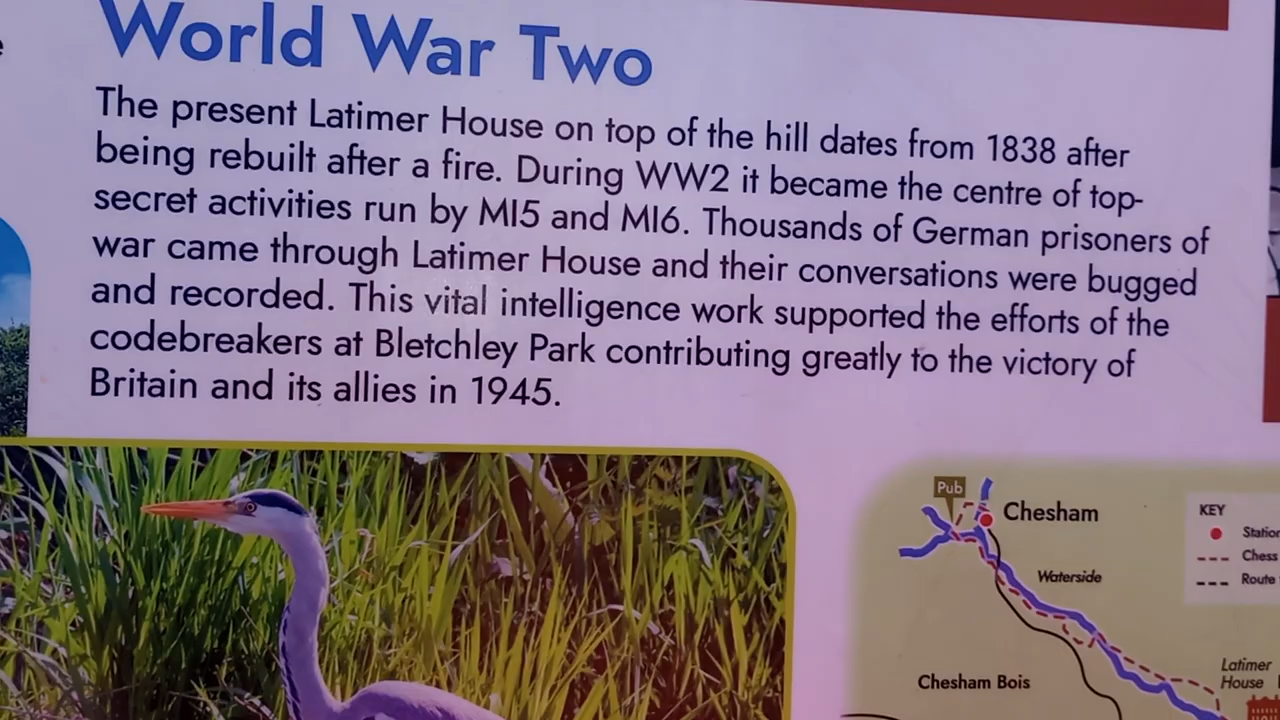 World War Two
The present Latimer House on top of the hill dates from 1838 after
being rebuilt after a fire. During WW2 it became the centre of top-
secret activities run by MI5 and MI6. Thousands of German prisoners of
war came through Latimer House and their conversations were bugged
and recorded. This vital intelligence work supported the efforts of the
codebreakers at Bletchley Park contributing greatly to the victory of
Britain and its allies in 1945.
Pub
Chesham
KEY
Station
Chess
Route
Waterside
Latimer
House
Chesham Bois